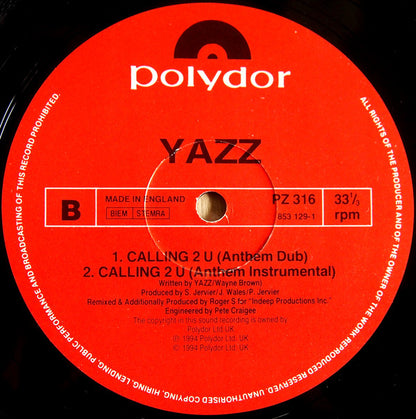 polydor
YAZZ
B
MADE IN ENGLAND
BIEM STEMRA
PZ 316
853 129-1
33⅓
rpm
1. CALLING 2 U (Anthem Dub)
2. CALLING 2 U (Anthem Instrumental)
Written by YAZZ/Wayne Brown)
Produced by S. Jervier/J. Wales/P. Jervier
Remixed & Additionally Produced by Roger S for "Indeep Productions Inc."
Engineered by Pete Craigee
The copyright in this sound recording is owned by
Polydor Ltd UK
℗ 1994 Polydor Ltd. UK
© 1994 Polydor Ltd. UK
ALL RIGHTS OF THE PRODUCER AND OF THE OWNER OF THE WORK REPRODUCED RESERVED. UNAUTHORISED COPYING, HIRING, LENDING, PUBLIC PERFORMANCE AND BROADCASTING OF THIS RECORD PROHIBITED.